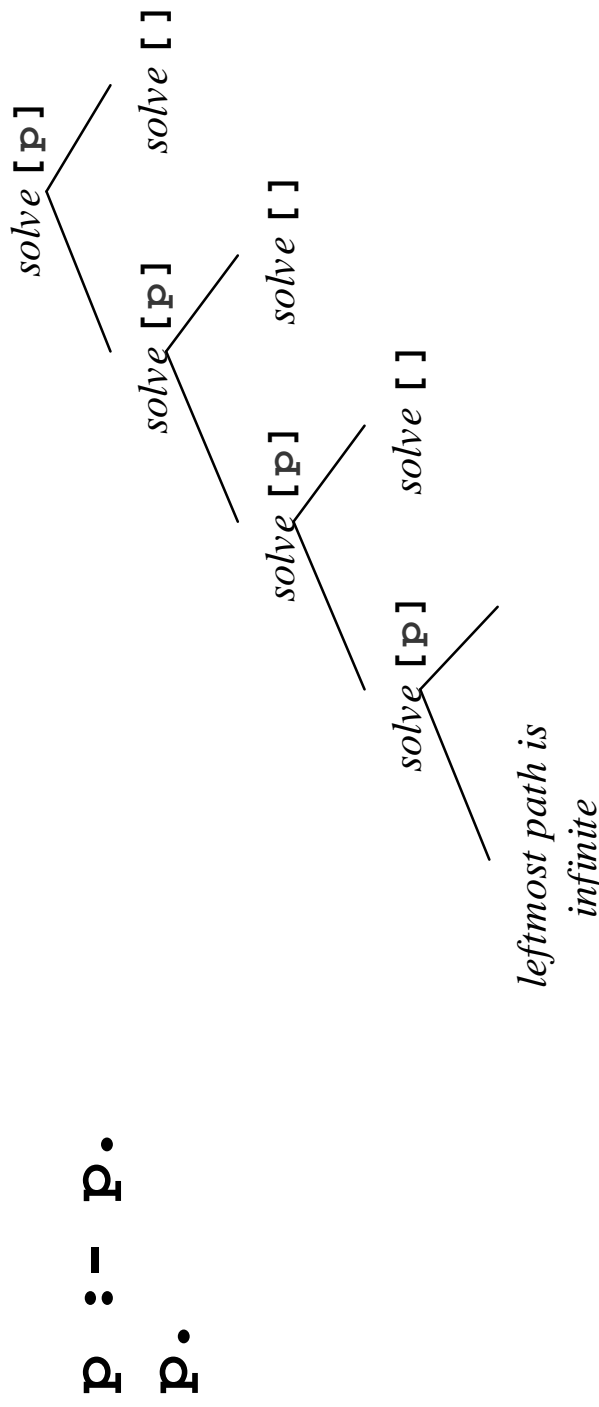 p :- p.
p.
solve [p]
solve [p]
solve []
solve [p]
solve []
solve [p]
solve []
leftmost path is
infinite